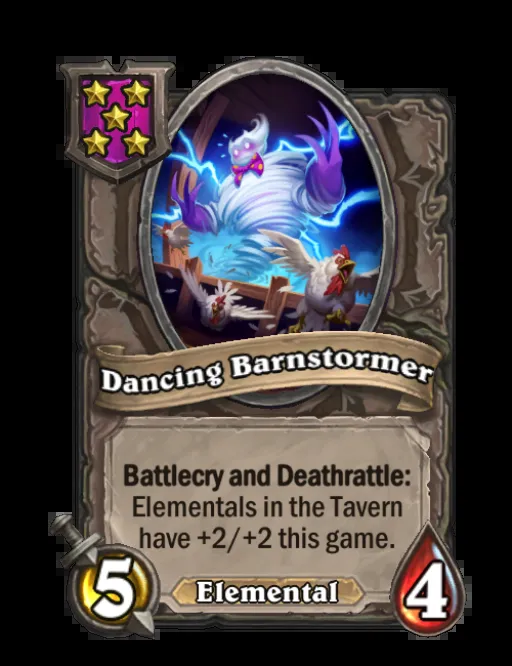 Dancing Barnstormer
Battlecry and Deathrattle:
Elementals in the Tavern
have +2/+2 this game.
5
Elemental
4